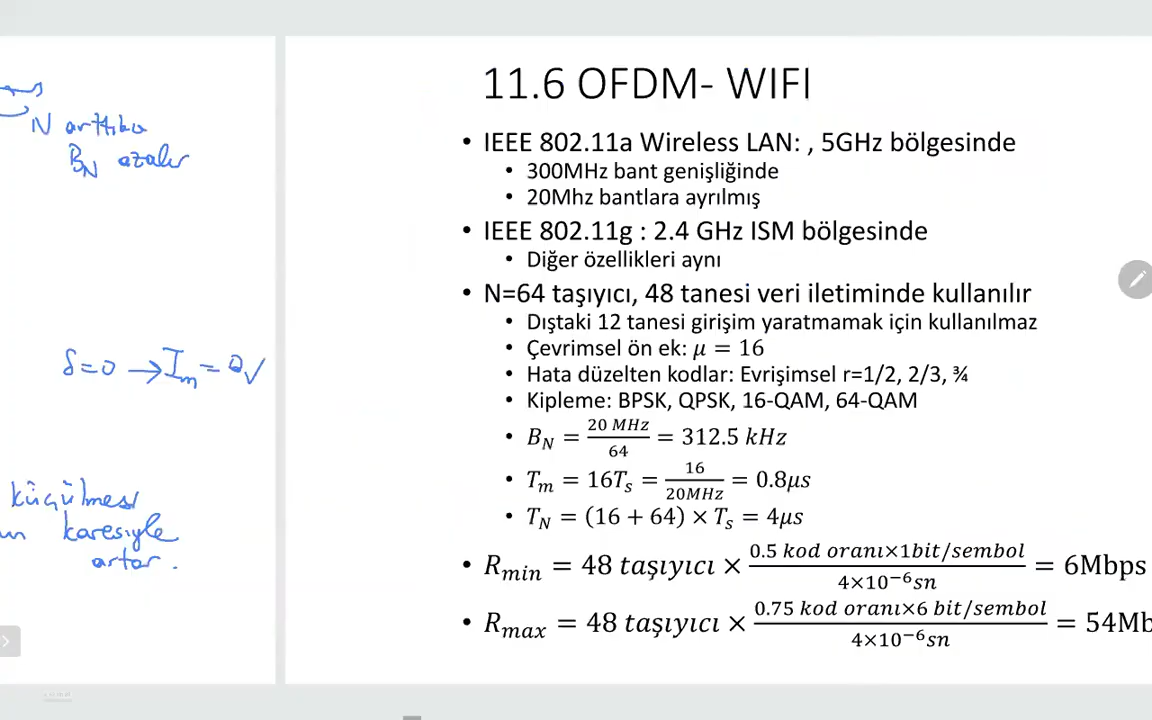 N arttıkça
B_N azalır
δ=0 → I_m = 0 ✓
küçülmesi
karesiyle
artar.
11.6 OFDM- WIFI
• IEEE 802.11a Wireless LAN: , 5GHz bölgesinde
• 300MHz bant genişliğinde
• 20Mhz bantlara ayrılmış
• IEEE 802.11g : 2.4 GHz ISM bölgesinde
• Diğer özellikleri aynı
• N=64 taşıyıcı, 48 tanesi veri iletiminde kullanılır
• Dıştaki 12 tanesi girişim yaratmamak için kullanılmaz
• Çevrimsel ön ek: μ = 16
• Hata düzelten kodlar: Evrişimsel r=1/2, 2/3, ¾
• Kipleme: BPSK, QPSK, 16-QAM, 64-QAM
• B_N = 20 MHz / 64 = 312.5 kHz
• T_m = 16T_s = 16 / 20MHz = 0.8μs
• T_N = (16 + 64) × T_s = 4μs
• R_min = 48 taşıyıcı × 0.5 kod oranı×1bit/sembol / 4×10⁻⁶sn = 6Mbps
• R_max = 48 taşıyıcı × 0.75 kod oranı×6 bit/sembol / 4×10⁻⁶sn = 54Mb